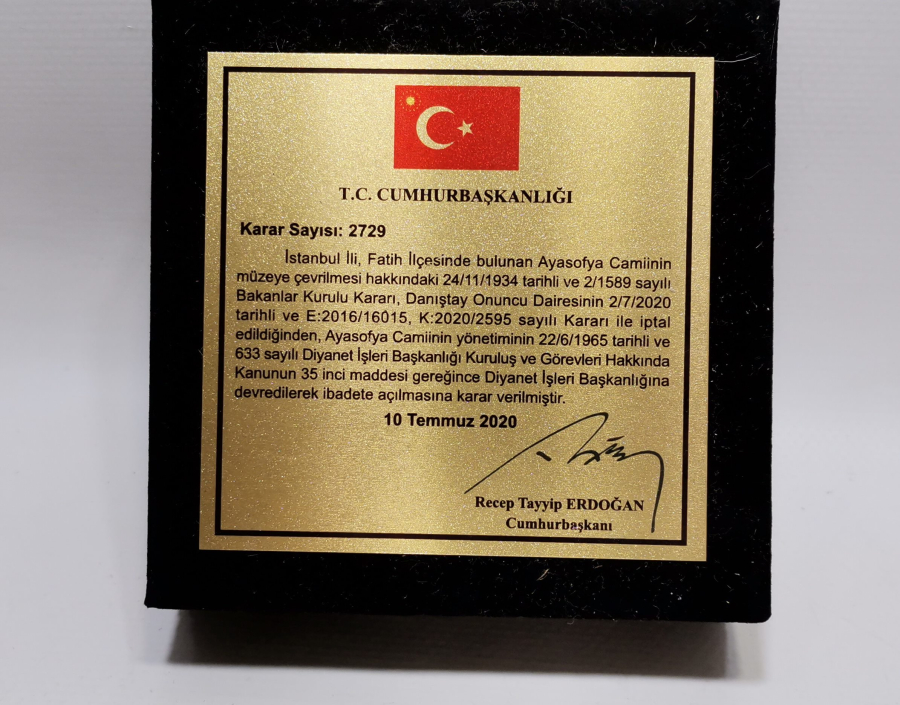 T.C. CUMHURBAŞKANLIĞI
Karar Sayısı: 2729
İstanbul İli, Fatih İlçesinde bulunan Ayasofya Camiinin
müzeye çevrilmesi hakkındaki 24/11/1934 tarihli ve 2/1589 sayılı
Bakanlar Kurulu Kararı, Danıştay Onuncu Dairesinin 2/7/2020
tarihli ve E:2016/16015, K:2020/2595 sayılı Kararı ile iptal
edildiğinden, Ayasofya Camiinin yönetiminin 22/6/1965 tarihli ve
633 sayılı Diyanet İşleri Başkanlığı Kuruluş ve Görevleri Hakkında
Kanunun 35 inci maddesi gereğince Diyanet İşleri Başkanlığına
devredilerek ibadete açılmasına karar verilmiştir.
10 Temmuz 2020
Recep Tayyip ERDOĞAN
Cumhurbaşkanı